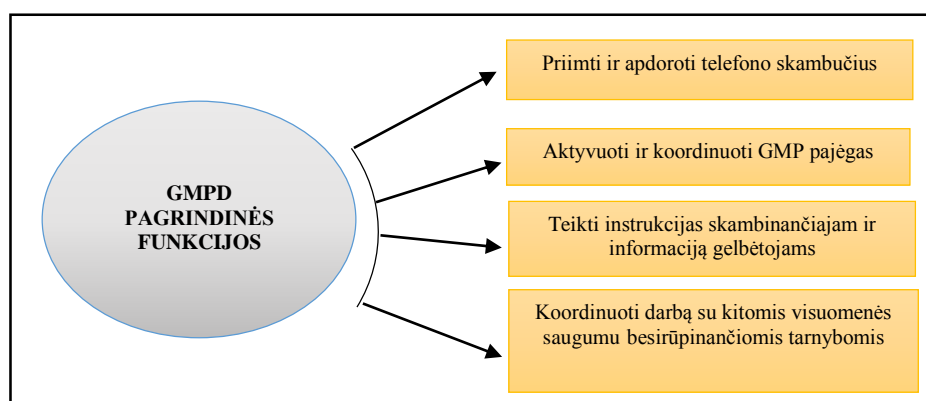 GMPD
PAGRINDINĖS
FUNKCIJOS
Priimti ir apdoroti telefono skambučius
Aktyvuoti ir koordinuoti GMP pajėgas
Teikti instrukcijas skambinančiajam ir
informaciją gelbėtojams
Koordinuoti darbą su kitomis visuomenės
saugumu besirūpinančiomis tarnybomis